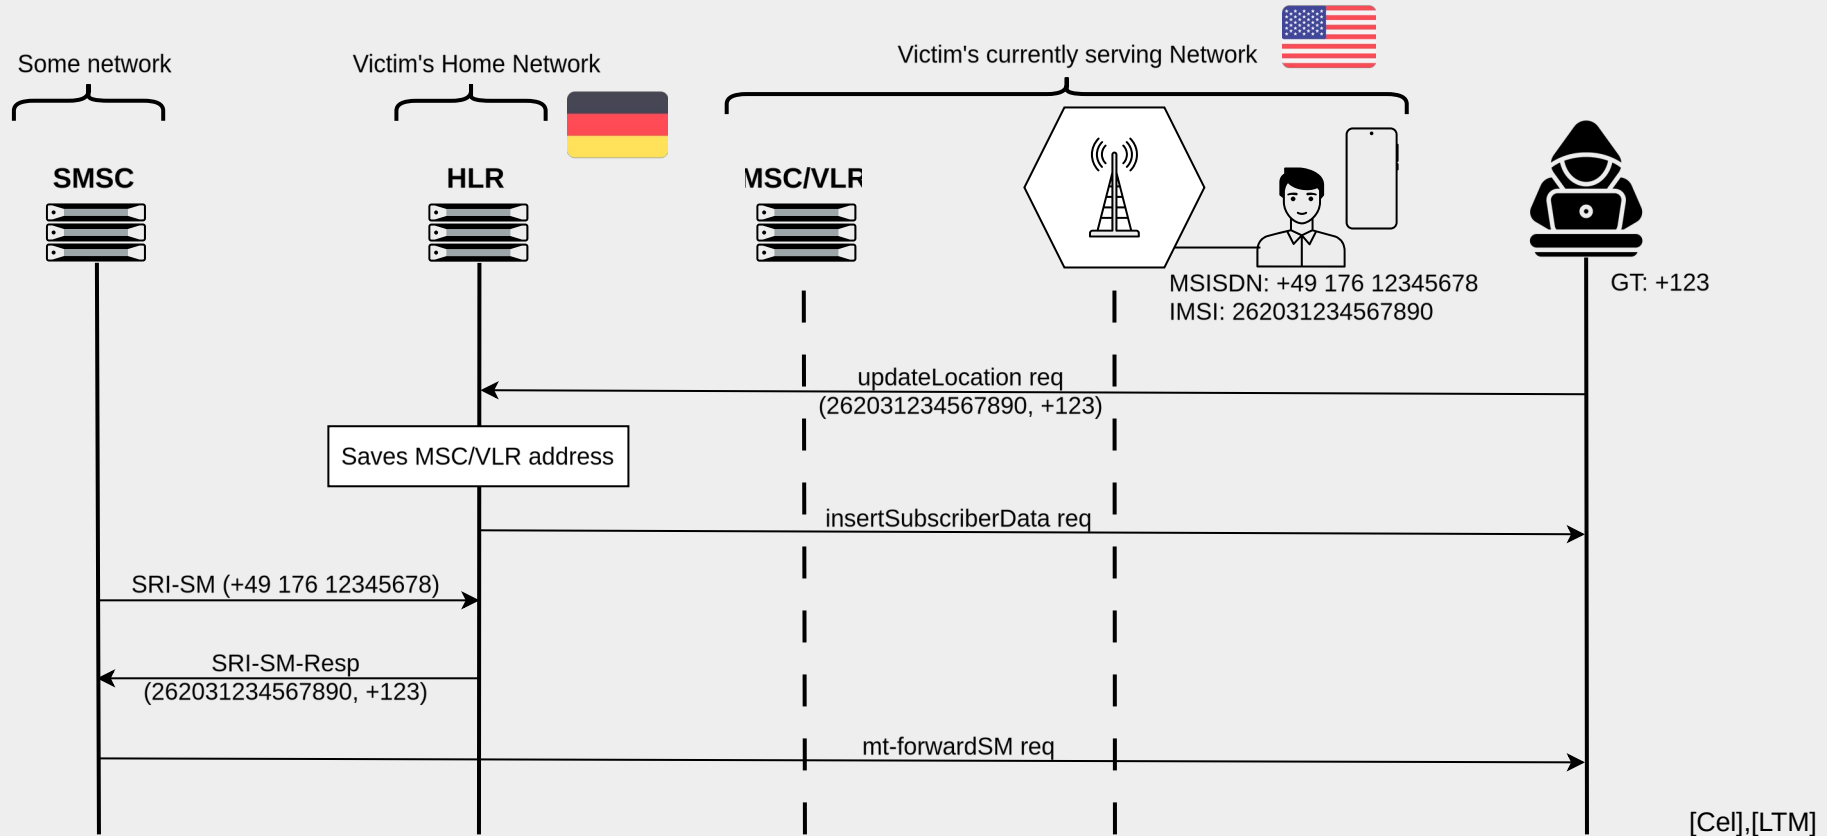 Some network
Victim's Home Network
Victim's currently serving Network
SMSC
HLR
MSC/VLR
MSISDN: +49 176 12345678
IMSI: 262031234567890
GT: +123
updateLocation req
(262031234567890, +123)
Saves MSC/VLR address
insertSubscriberData req
SRI-SM (+49 176 12345678)
SRI-SM-Resp
(262031234567890, +123)
mt-forwardSM req
[Cel],[LTM]